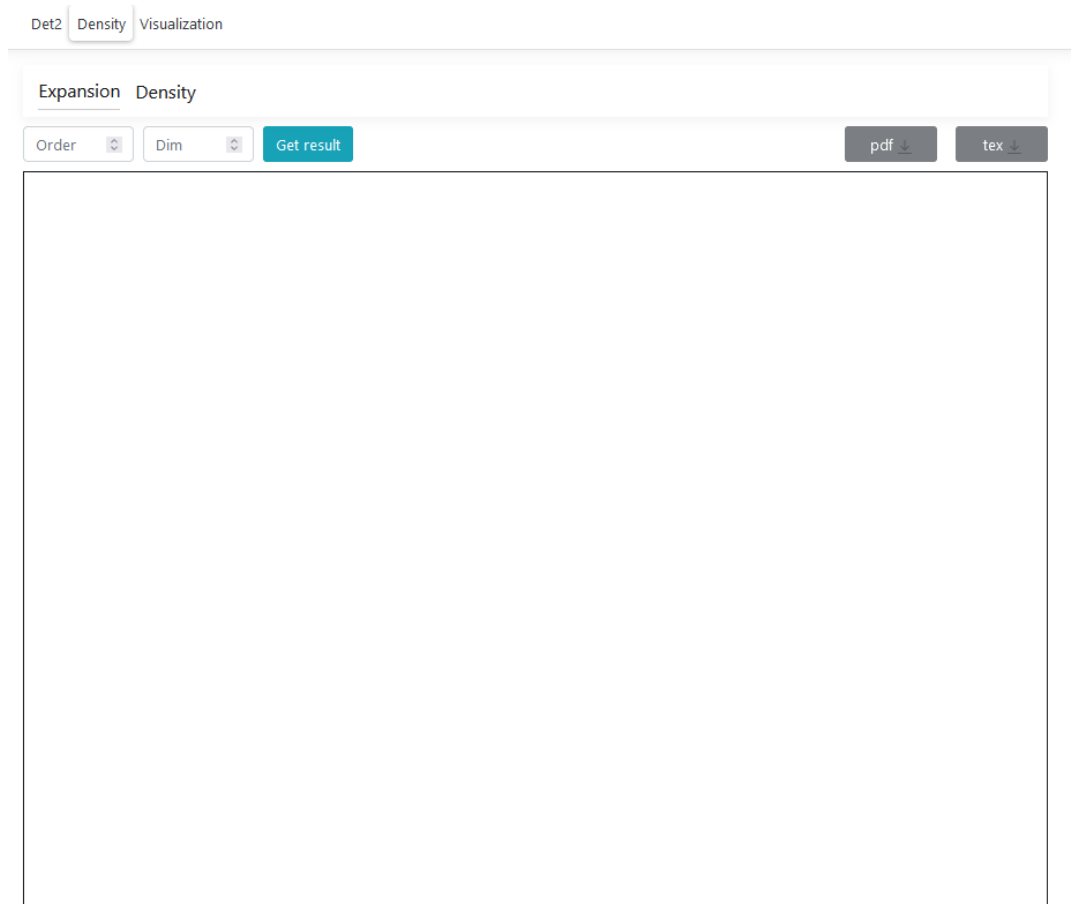 Det2 Density Visualization
Expansion Density
Order Dim Get result pdf tex